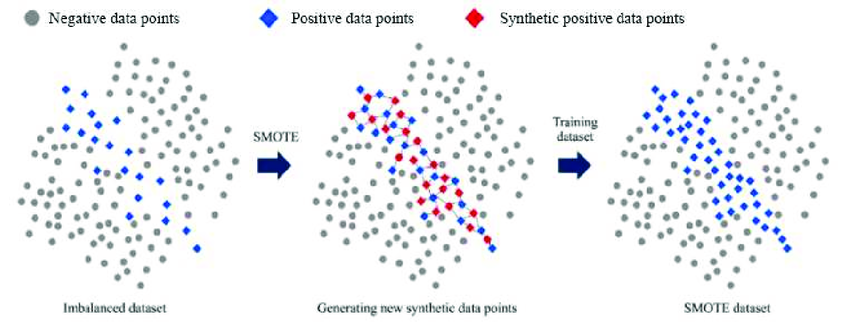 Negative data points
Positive data points
Synthetic positive data points
SMOTE
Training
dataset
Imbalanced dataset
Generating new synthetic data points
SMOTE dataset